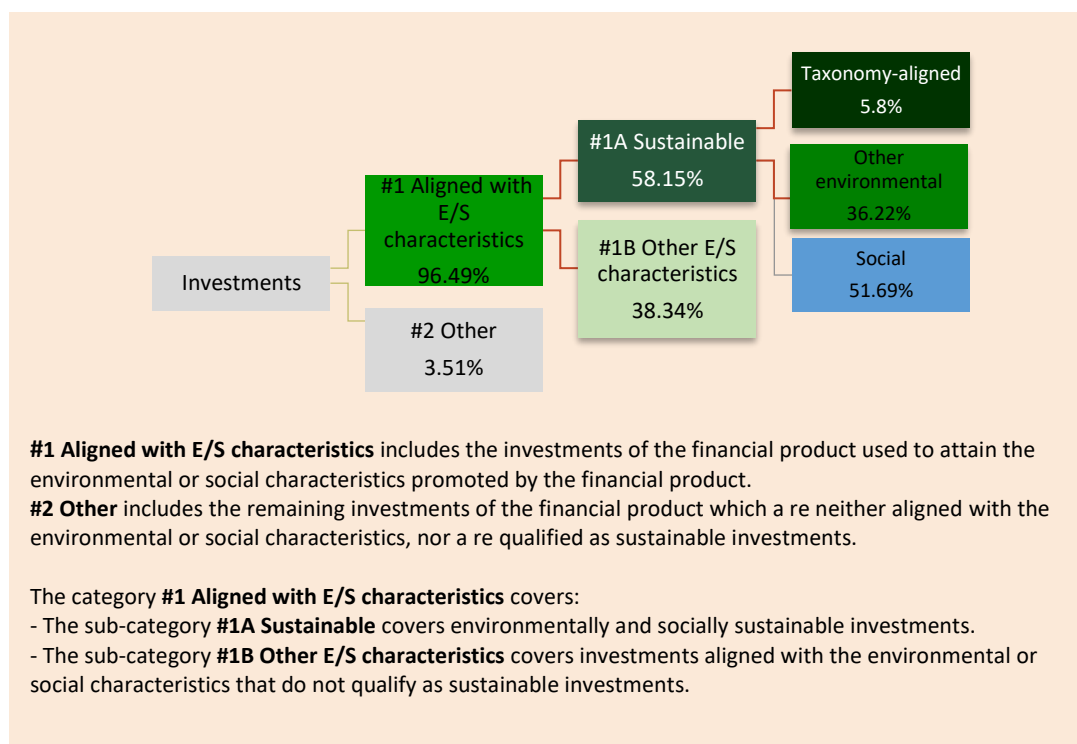 Investments
#1 Aligned with
E/S
characteristics
96.49%
#2 Other
3.51%
#1A Sustainable
58.15%
#1B Other E/S
characteristics
38.34%
Taxonomy-aligned
5.8%
Other
environmental
36.22%
Social
51.69%
#1 Aligned with E/S characteristics includes the investments of the financial product used to attain the
environmental or social characteristics promoted by the financial product.
#2 Other includes the remaining investments of the financial product which a re neither aligned with the
environmental or social characteristics, nor a re qualified as sustainable investments.
The category #1 Aligned with E/S characteristics covers:
- The sub-category #1A Sustainable covers environmentally and socially sustainable investments.
- The sub-category #1B Other E/S characteristics covers investments aligned with the environmental or
social characteristics that do not qualify as sustainable investments.